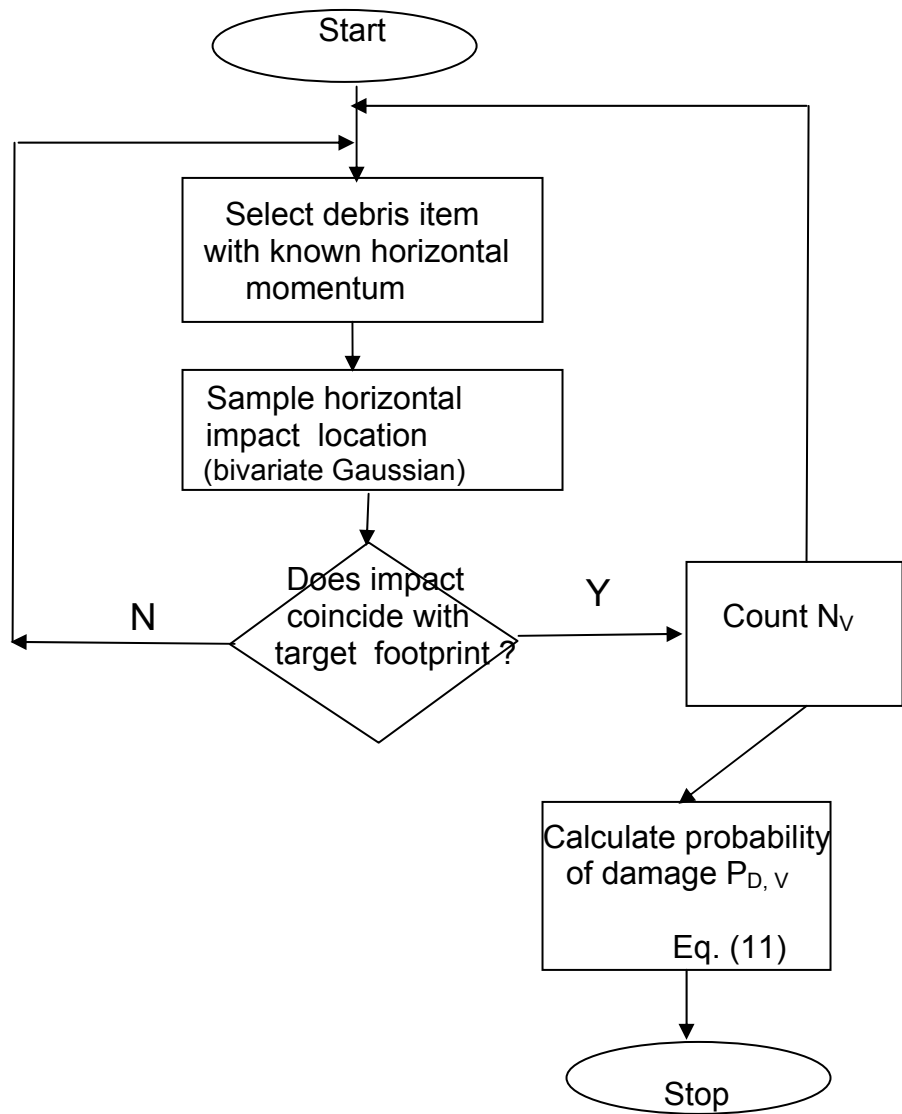 Start
Select debris item
with known horizontal
momentum
Sample horizontal
impact location
(bivariate Gaussian)
Does impact
coincide with
target footprint ?
N
Y
Count N_V
Calculate probability
of damage P_D, V
Eq. (11)
Stop